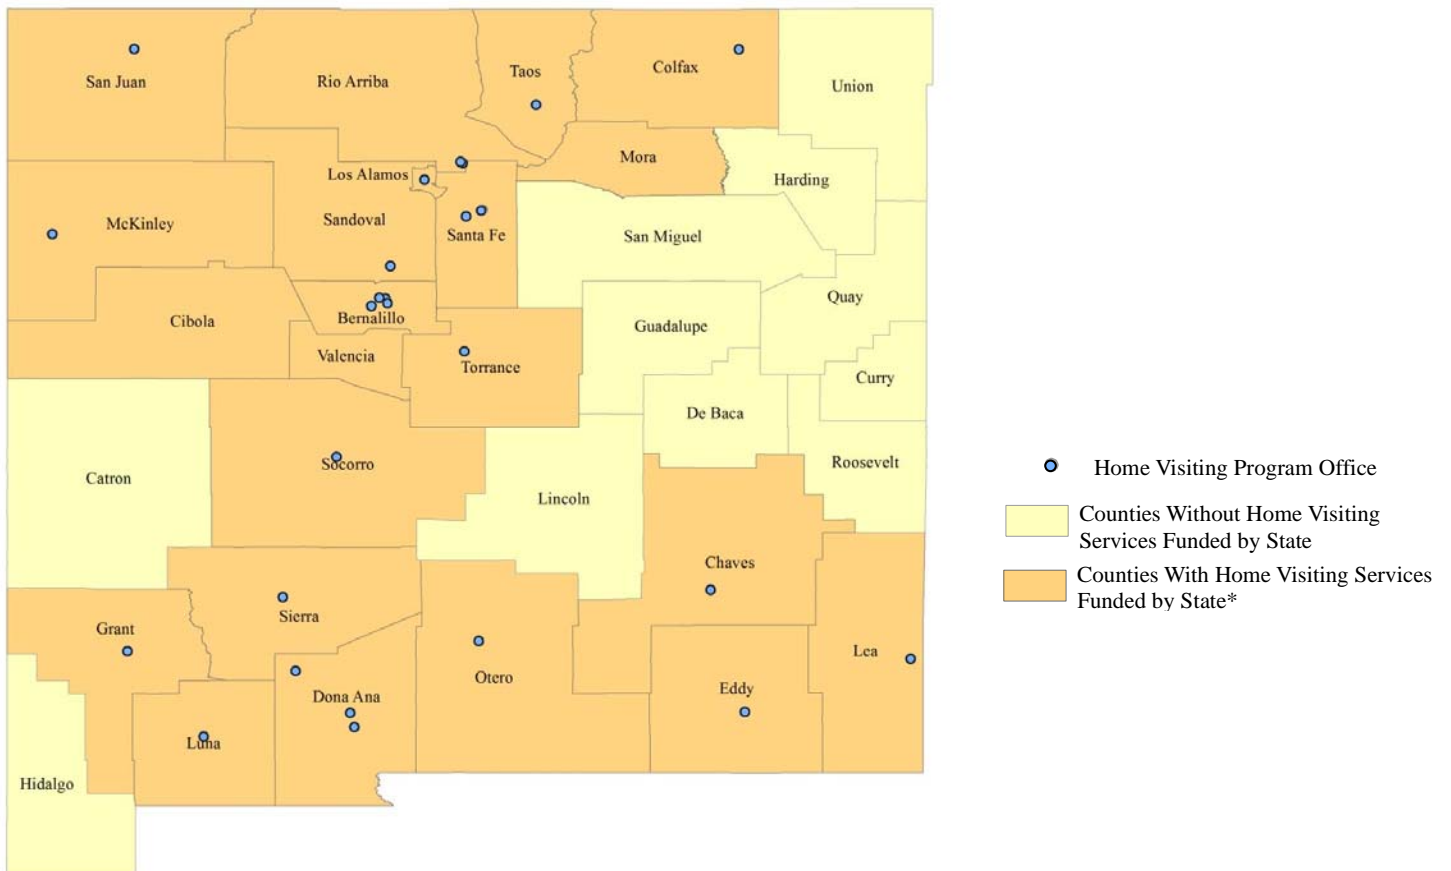 San Juan
Rio Arriba
Taos
Colfax
Union
Mora
Harding
Los Alamos
McKinley
Sandoval
Santa Fe
San Miguel
Quay
Cibola
Bernalillo
Guadalupe
Valencia
Torrance
Curry
De Baca
Catron
Socorro
Lincoln
Roosevelt
Chaves
Sierra
Grant
Otero
Lea
Dona Ana
Eddy
Luna
Hidalgo
Home Visiting Program Office
Counties Without Home Visiting
Services Funded by State
Counties With Home Visiting Services
Funded by State*